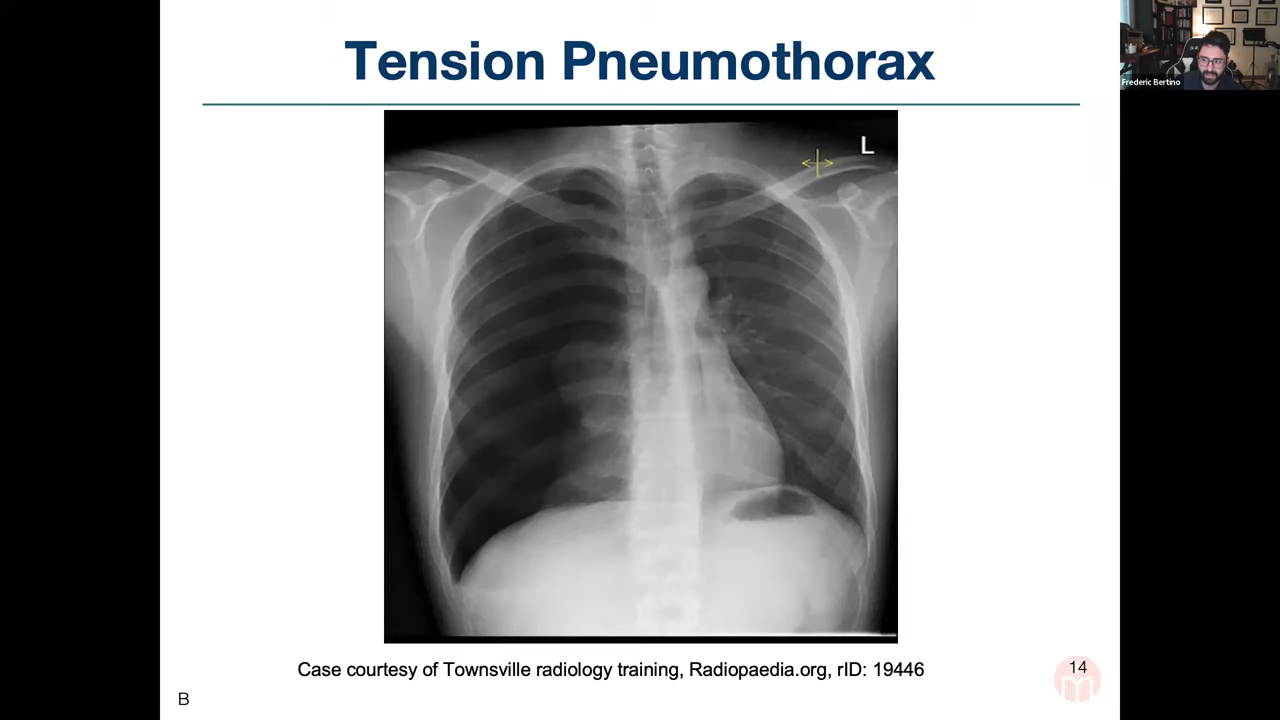 Tension Pneumothorax
Frederic Bertino
L
Case courtesy of Townsville radiology training, Radiopaedia.org, rID: 19446
14
B